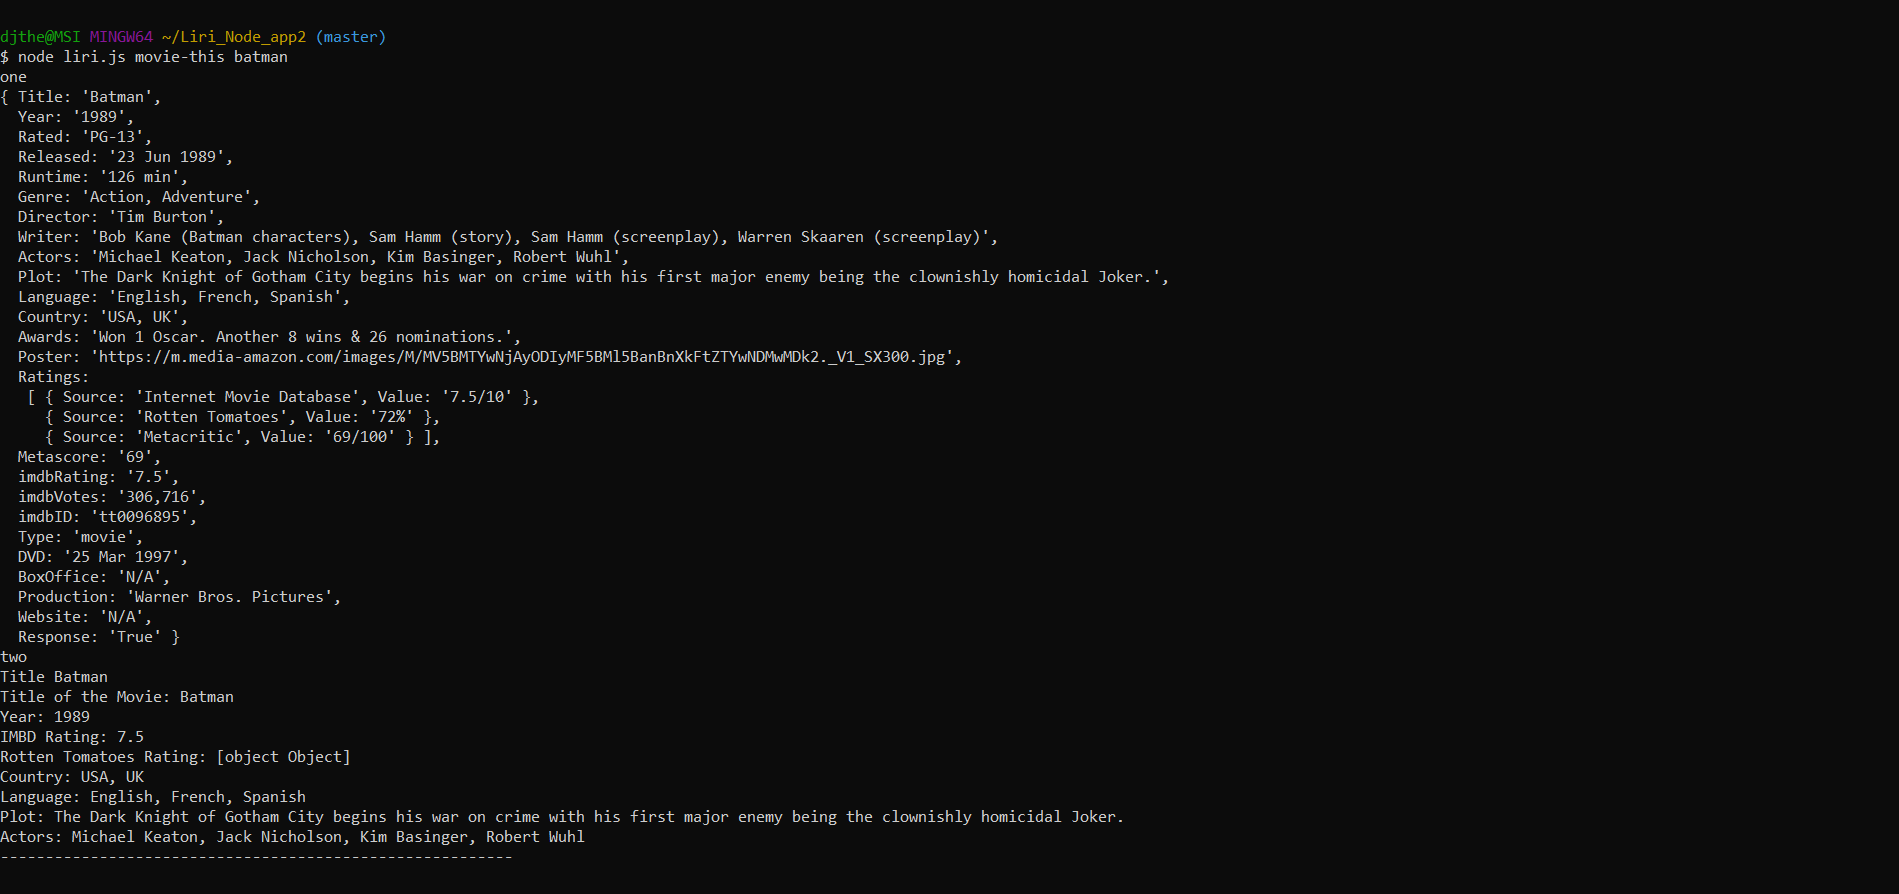 djthe@MSI MINGW64 ~/Liri_Node_app2 (master)
$ node liri.js movie-this batman
one
{ Title: 'Batman',
  Year: '1989',
  Rated: 'PG-13',
  Released: '23 Jun 1989',
  Runtime: '126 min',
  Genre: 'Action, Adventure',
  Director: 'Tim Burton',
  Writer: 'Bob Kane (Batman characters), Sam Hamm (story), Sam Hamm (screenplay), Warren Skaaren (screenplay)',
  Actors: 'Michael Keaton, Jack Nicholson, Kim Basinger, Robert Wuhl',
  Plot: 'The Dark Knight of Gotham City begins his war on crime with his first major enemy being the clownishly homicidal Joker.',
  Language: 'English, French, Spanish',
  Country: 'USA, UK',
  Awards: 'Won 1 Oscar. Another 8 wins & 26 nominations.',
  Poster: 'https://m.media-amazon.com/images/M/MV5BMTYwNjAyODIyMF5BMl5BanBnXkFtZTYwNDMwMDk2._V1_SX300.jpg',
  Ratings:
   [ { Source: 'Internet Movie Database', Value: '7.5/10' },
     { Source: 'Rotten Tomatoes', Value: '72%' },
     { Source: 'Metacritic', Value: '69/100' } ],
  Metascore: '69',
  imdbRating: '7.5',
  imdbVotes: '306,716',
  imdbID: 'tt0096895',
  Type: 'movie',
  DVD: '25 Mar 1997',
  BoxOffice: 'N/A',
  Production: 'Warner Bros. Pictures',
  Website: 'N/A',
  Response: 'True' }
two
Title Batman
Title of the Movie: Batman
Year: 1989
IMBD Rating: 7.5
Rotten Tomatoes Rating: [object Object]
Country: USA, UK
Language: English, French, Spanish
Plot: The Dark Knight of Gotham City begins his war on crime with his first major enemy being the clownishly homicidal Joker.
Actors: Michael Keaton, Jack Nicholson, Kim Basinger, Robert Wuhl
---------------------------------------------------------